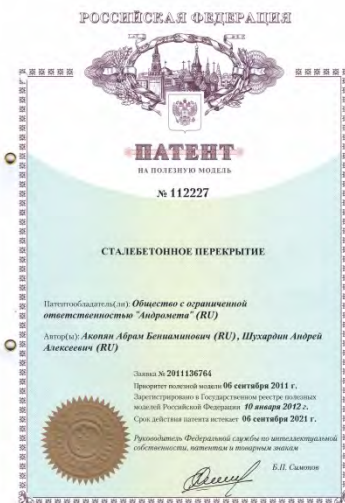 РОССИЙСКАЯ ФЕДЕРАЦИЯ
ПАТЕНТ
НА ПОЛЕЗНУЮ МОДЕЛЬ
№ 112227
СТАЛЕБЕТОННОЕ ПЕРЕКРЫТИЕ
Патентообладатель(ли): Общество с ограниченной
ответственностью "Андромета" (RU)
Автор(ы): Акопян Абрам Бениаминович (RU), Шухардин Андрей
Алексеевич (RU)
Заявка № 2011136764
Приоритет полезной модели 06 сентября 2011 г.
Зарегистрировано в Государственном реестре полезных
моделей Российской Федерации 10 января 2012 г.
Срок действия патента истекает 06 сентября 2021 г.
Руководитель Федеральной службы по интеллектуальной
собственности, патентам и товарным знакам
Б.П. Симонов